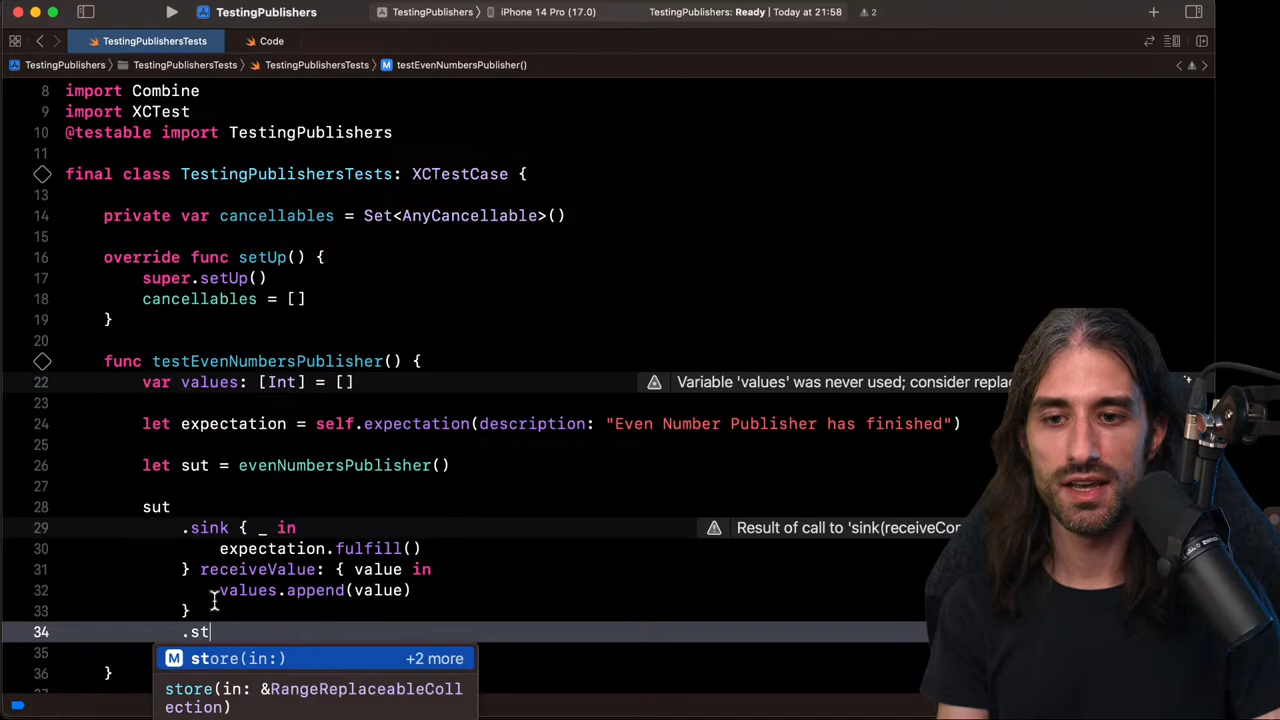 TestingPublishers
TestingPublishers
iPhone 14 Pro (17.0)
TestingPublishers: Ready | Today at 21:58
2
TestingPublishersTests
Code
TestingPublishers
TestingPublishersTests
TestingPublishersTests
M testEvenNumbersPublisher()
8 import Combine
9 import XCTest
10 @testable import TestingPublishers
11
final class TestingPublishersTests: XCTestCase {
13
14 private var cancellables = Set<AnyCancellable>()
15
16 override func setUp() {
17 super.setUp()
18 cancellables = []
19 }
20
func testEvenNumbersPublisher() {
22 var values: [Int] = [] Variable 'values' was never used; consider replac
23
24 let expectation = self.expectation(description: "Even Number Publisher has finished")
25
26 let sut = evenNumbersPublisher()
27
28 sut
29 .sink { _ in Result of call to 'sink(receiveCo
30 expectation.fulfill()
31 } receiveValue: { value in
32 values.append(value)
33 }
34 .st
M store(in:) +2 more
35
36 }
store(in: &RangeReplaceableColl
ection)